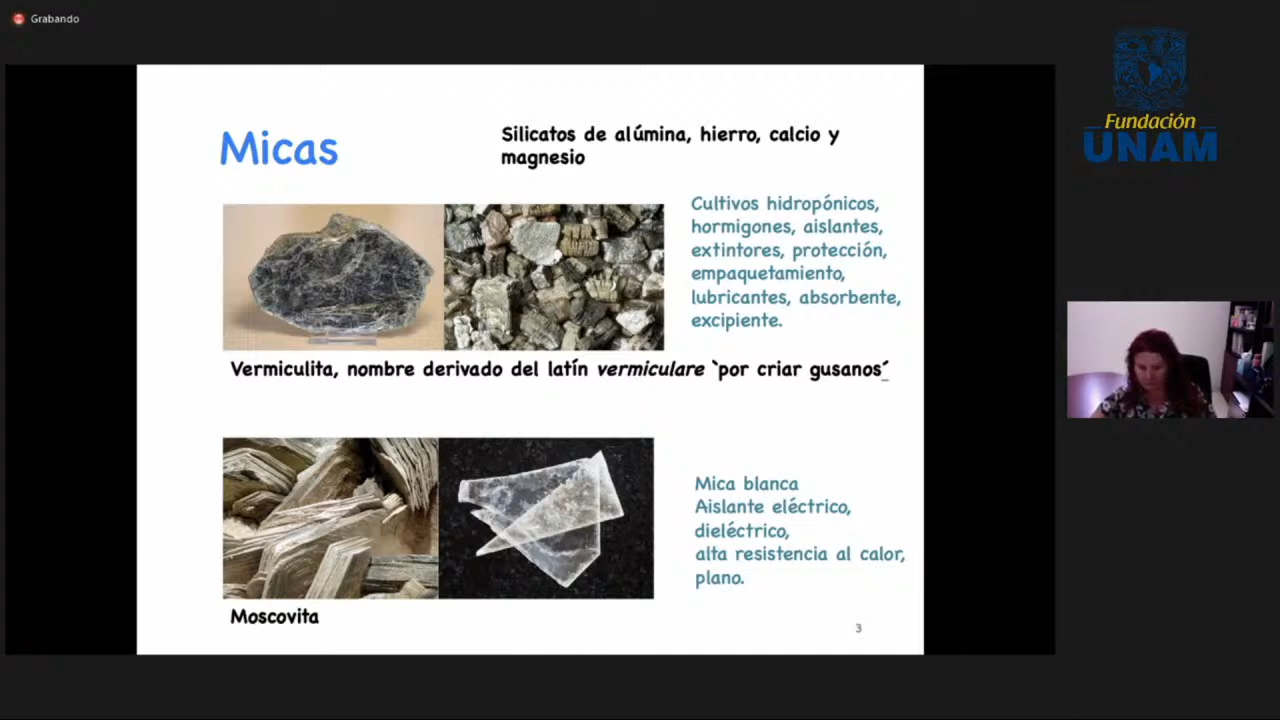 Grabando
Fundación
UNAM
Micas
Silicatos de alúmina, hierro, calcio y
magnesio
Cultivos hidropónicos,
hormigones, aislantes,
extintores, protección,
empaquetamiento,
lubricantes, absorbente,
excipiente.
Vermiculita, nombre derivado del latín vermiculare `por criar gusanos´
Mica blanca
Aislante eléctrico,
dieléctrico,
alta resistencia al calor,
plano.
Moscovita
3